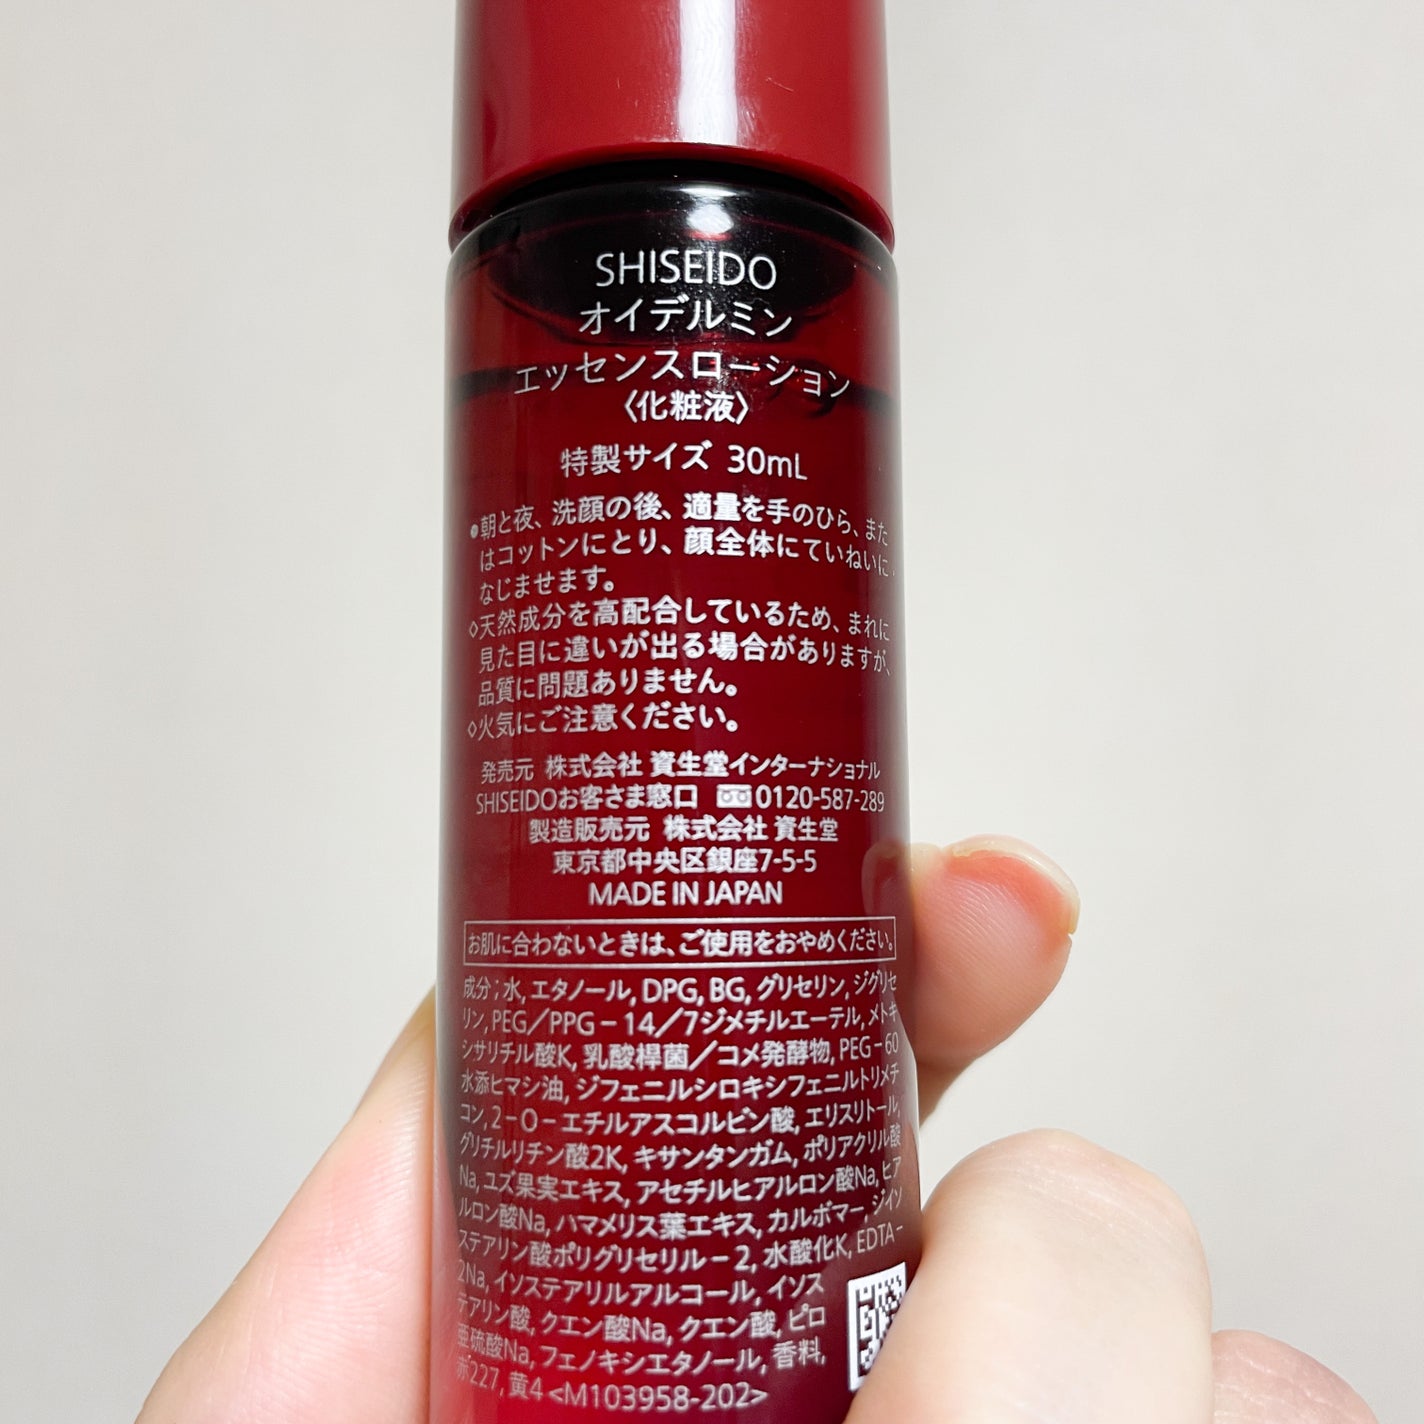 SHISEIDO
オイデルミン
エッセンスローション
〈化粧液〉
特製サイズ 30mL
●朝と夜、洗顔の後、適量を手のひら、また
はコットンにとり、顔全体にていねいに
なじませます。
◇天然成分を高配合しているため、まれに
見た目に違いが出る場合がありますが、
品質に問題ありません。
◇火気にご注意ください。
発売元 株式会社 資生堂インターナショナル
SHISEIDOお客さま窓口 0120-587-289
製造販売元 株式会社 資生堂
東京都中央区銀座7-5-5
MADE IN JAPAN
お肌に合わないときは、ご使用をおやめください。
成分；水, エタノール, DPG, BG, グリセリン, ジグリセ
リン, PEG／PPG－14／7ジメチルエーテル, メトキ
シサリチル酸K, 乳酸桿菌／コメ発酵物, PEG－60
水添ヒマシ油, ジフェニルシロキシフェニルトリメチ
コン, 2－O－エチルアスコルビン酸, エリスリトール,
グリチルリチン酸2K, キサンタンガム, ポリアクリル酸
Na, ユズ果実エキス, アセチルヒアルロン酸Na, ヒア
ルロン酸Na, ハマメリス葉エキス, カルボマー, ジイソ
ステアリン酸ポリグリセリル－2, 水酸化K, EDTA－
2Na, イソステアリルアルコール, イソス
テアリン酸, クエン酸Na, クエン酸, ピロ
亜硫酸Na, フェノキシエタノール, 香料,
赤227, 黄4 <M103958-202>